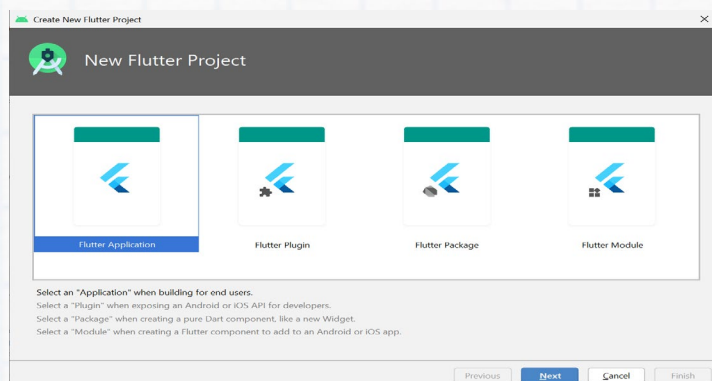 Create New Flutter Project
New Flutter Project
Flutter Application
Flutter Plugin
Flutter Package
Flutter Module
Select an "Application" when building for end users.
Select a "Plugin" when exposing an Android or iOS API for developers.
Select a "Package" when creating a pure Dart component, like a new Widget.
Select a "Module" when creating a Flutter component to add to an Android or iOS app.
Previous
Next
Cancel
Finish